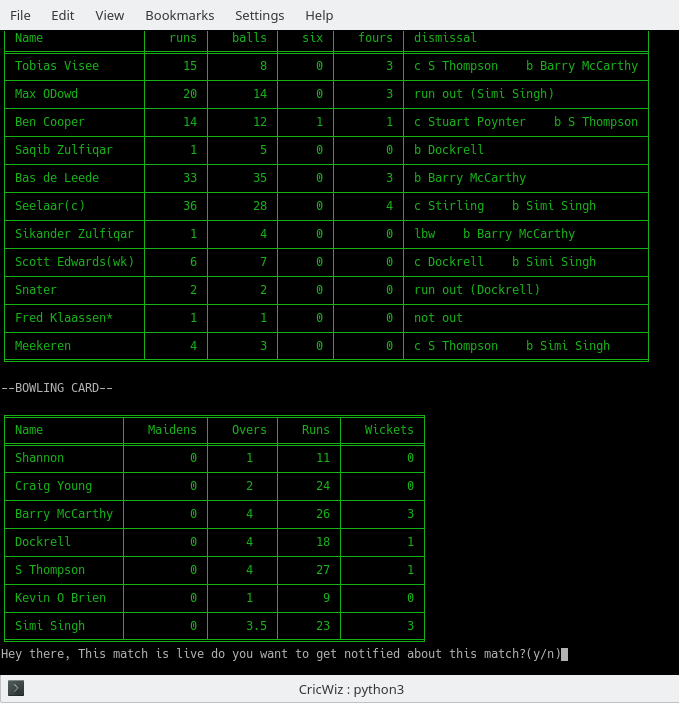 File Edit View Bookmarks Settings Help
Name runs balls six fours dismissal
Tobias Visee 15 8 0 3 c S Thompson b Barry McCarthy
Max ODowd 20 14 0 3 run out (Simi Singh)
Ben Cooper 14 12 1 1 c Stuart Poynter b S Thompson
Saqib Zulfiqar 1 5 0 0 b Dockrell
Bas de Leede 33 35 0 3 b Barry McCarthy
Seelaar(c) 36 28 0 4 c Stirling b Simi Singh
Sikander Zulfiqar 1 4 0 0 lbw b Barry McCarthy
Scott Edwards(wk) 6 7 0 0 c Dockrell b Simi Singh
Snater 2 2 0 0 run out (Dockrell)
Fred Klaassen* 1 1 0 0 not out
Meekeren 4 3 0 0 c S Thompson b Simi Singh
--BOWLING CARD--
Name Maidens Overs Runs Wickets
Shannon 0 1 11 0
Craig Young 0 2 24 0
Barry McCarthy 0 4 26 3
Dockrell 0 4 18 1
S Thompson 0 4 27 1
Kevin O Brien 0 1 9 0
Simi Singh 0 3.5 23 3
Hey there, This match is live do you want to get notified about this match?(y/n)
CricWiz : python3